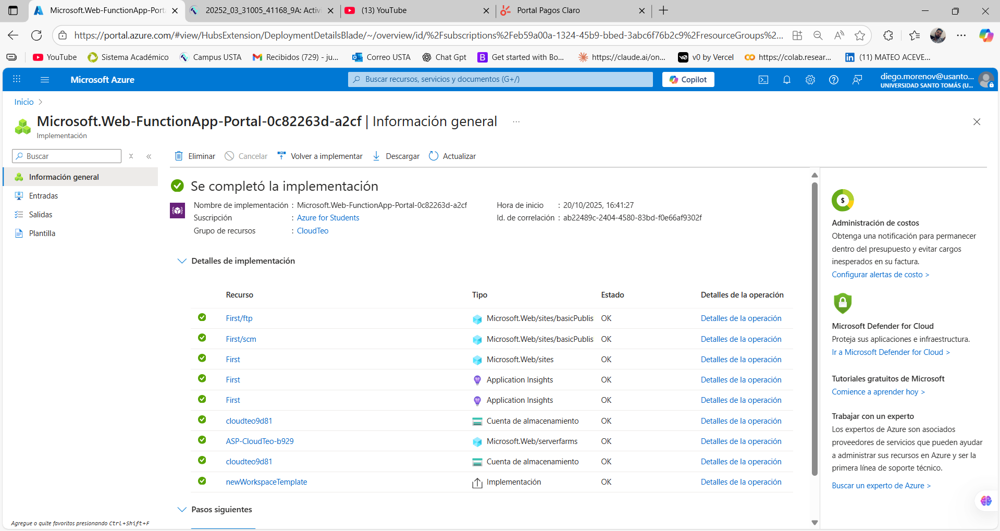 Microsoft.Web-FunctionApp-Port
20252_03_31005_41168_9A: Activi
(13) YouTube
Portal Pagos Claro
https://portal.azure.com/#view/HubsExtension/DeploymentDetailsBlade/~/overview/id/%2Fsubscriptions%2Feb59a00a-1324-45b9-bbed-3abc6f76b2c9%2FresourceGroups%2...
YouTube
Sistema Académico
Campus USTA
Recibidos (729) - ju...
Correo USTA
Chat Gpt
Get started with Bo...
https://claude.ai/on...
v0 by Vercel
https://colab.resear...
(11) MATEO ACEVE...
Microsoft Azure
Buscar recursos, servicios y documentos (G+/)
Copilot
diego.morenov@usanto...
UNIVERSIDAD SANTO TOMÁS (U...
Inicio >
Microsoft.Web-FunctionApp-Portal-0c82263d-a2cf | Información general ...
Implementación
Buscar
Eliminar
Cancelar
Volver a implementar
Descargar
Actualizar
Información general
Entradas
Salidas
Plantilla
Se completó la implementación
Nombre de implementación : Microsoft.Web-FunctionApp-Portal-0c82263d-a2cf
Suscripción : Azure for Students
Grupo de recursos : CloudTeo
Hora de inicio : 20/10/2025, 16:41:27
Id. de correlación : ab22489c-2404-4580-83bd-f0e66af9302f
Detalles de implementación
Recurso Tipo Estado Detalles de la operación
First/ftp Microsoft.Web/sites/basicPublis OK Detalles de la operación
First/scm Microsoft.Web/sites/basicPublis OK Detalles de la operación
First Microsoft.Web/sites OK Detalles de la operación
First Application Insights OK Detalles de la operación
First Application Insights OK Detalles de la operación
cloudteo9d81 Cuenta de almacenamiento OK Detalles de la operación
ASP-CloudTeo-b929 Microsoft.Web/serverfarms OK Detalles de la operación
cloudteo9d81 Cuenta de almacenamiento OK Detalles de la operación
newWorkspaceTemplate Implementación OK Detalles de la operación
Pasos siguientes
Administración de costos
Obtenga una notificación para permanecer
dentro del presupuesto y evitar cargos
inesperados en su factura.
Configurar alertas de costo >
Microsoft Defender for Cloud
Proteja sus aplicaciones e infraestructura.
Ir a Microsoft Defender for Cloud >
Tutoriales gratuitos de Microsoft
Comience a aprender hoy >
Trabajar con un experto
Los expertos de Azure son asociados
proveedores de servicios que pueden ayudar
a administrar sus recursos en Azure y ser la
primera línea de soporte técnico.
Buscar un experto de Azure >
Agregue o quite favoritos presionando Ctrl+Shift+F